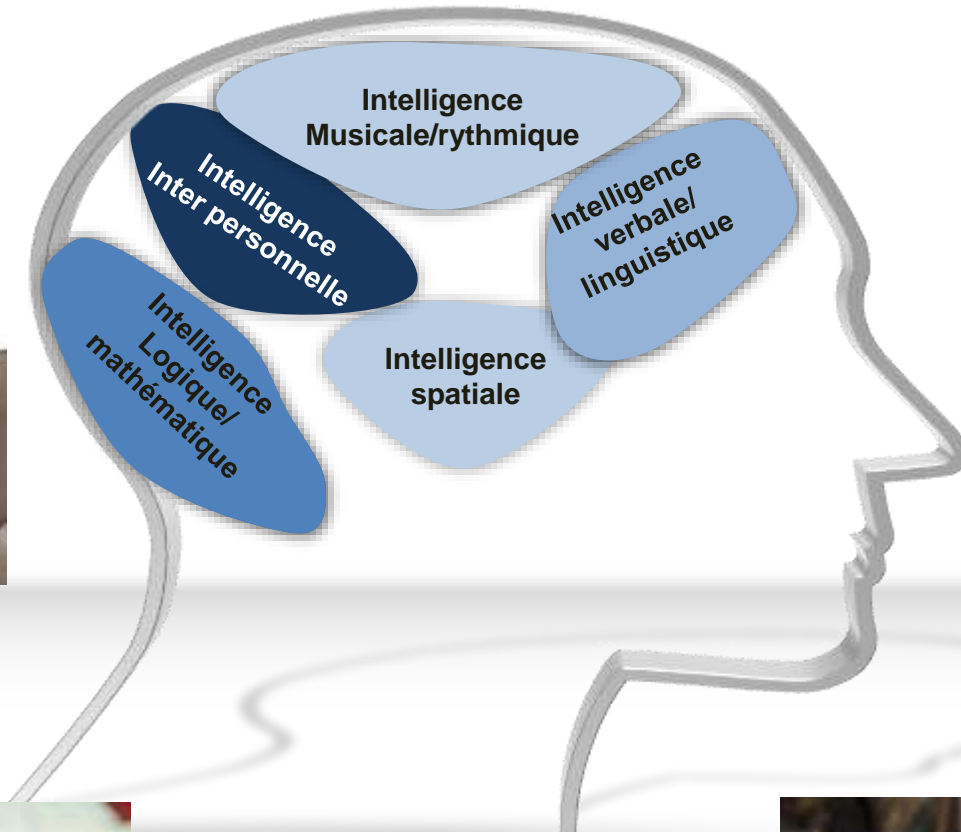 Intelligence
Musicale/rythmique
Intelligence
Inter personnelle
Intelligence
verbale/
linguistique
Intelligence
Logique/
mathématique
Intelligence
spatiale